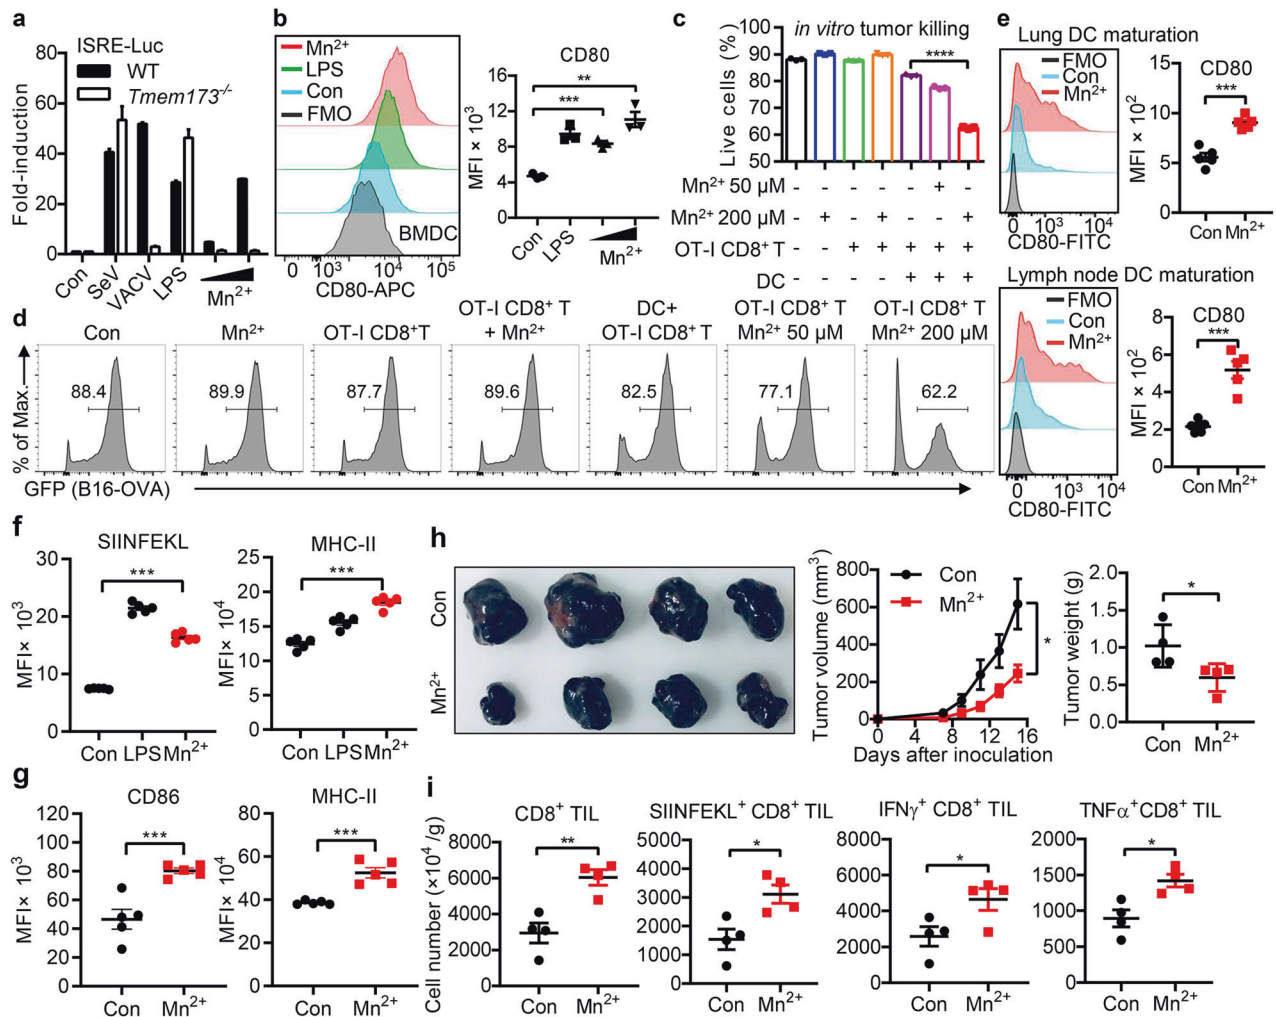 a
ISRE-Luc
WT
Tmem173-/-
Fold-induction
80
60
40
20
0
Con
SeV
VACV
LPS
Mn2+
b
Mn2+
LPS
Con
FMO
BMDC
0 103 104 105
CD80-APC
CD80
MFI × 103
16
12
8
4
0
Con
LPS
Mn2+
c
in vitro tumor killing
Live cells (%)
100
90
80
70
60
50
****
Mn2+ 50 µM - - - - - + -
Mn2+ 200 µM - + - + - - +
OT-I CD8+ T - - + + + + +
DC - - - - + + +
** 
***
d
Con
Mn2+
OT-I CD8+T
OT-I CD8+ T
+ Mn2+
DC+
OT-I CD8+ T
OT-I CD8+ T
Mn2+ 50 µM
OT-I CD8+ T
Mn2+ 200 µM
% of Max.
88.4
89.9
87.7
89.6
82.5
77.1
62.2
GFP (B16-OVA)
e
Lung DC maturation
FMO
Con
Mn2+
0 103 104
CD80-FITC
CD80
***
MFI × 102
15
10
5
0
Con Mn2+
Lymph node DC maturation
FMO
Con
Mn2+
0 103 104
CD80-FITC
CD80
***
MFI × 102
8
6
4
2
0
Con Mn2+
f
SIINFEKL
***
MFI× 103
30
20
10
0
Con LPS Mn2+
MHC-II
***
MFI× 104
25
20
15
10
5
0
Con LPS Mn2+
g
CD86
***
MFI× 103
120
100
80
60
40
20
0
Con Mn2+
MHC-II
***
MFI× 104
80
60
40
20
0
Con Mn2+
h
Con
Mn2+
Tumor volume (mm3)
800
600
400
200
0
Con
Mn2+
*
0 4 8 12 16
Days after inoculation
Tumor weight (g)
2.0
1.5
1.0
0.5
0.0
*
Con Mn2+
i
CD8+ TIL
**
Cell number (×104 /g)
8000
6000
4000
2000
0
Con Mn2+
SIINFEKL+ CD8+ TIL
*
5000
4000
3000
2000
1000
0
Con Mn2+
IFNγ+ CD8+ TIL
*
8000
6000
4000
2000
0
Con Mn2+
TNFα+CD8+ TIL
*
2000
1500
1000
500
0
Con Mn2+